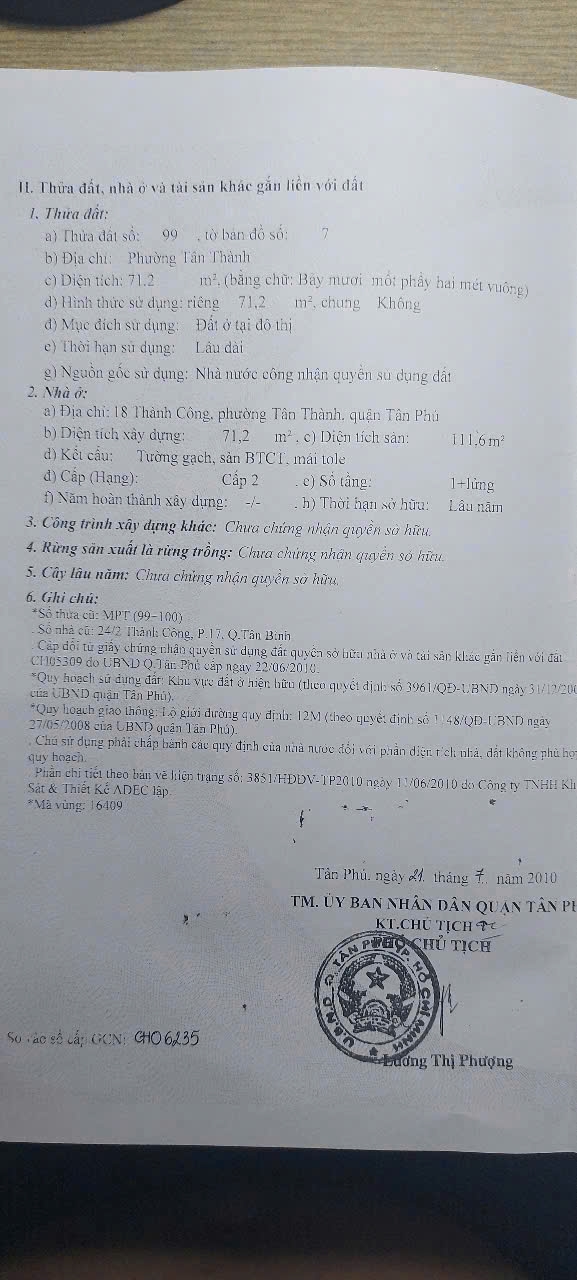 II. Thửa đất, nhà ở và tài sản khác gắn liền với đất
1. Thửa đất:
a) Thửa đất số: 99 , tờ bản đồ số: 7
b) Địa chỉ: Phường Tân Thành
c) Diện tích: 71,2 m², (bằng chữ: Bảy mươi mốt phẩy hai mét vuông)
d) Hình thức sử dụng: riêng 71,2 m², chung Không
đ) Mục đích sử dụng: Đất ở tại đô thị
e) Thời hạn sử dụng: Lâu dài
g) Nguồn gốc sử dụng: Nhà nước công nhận quyền sử dụng đất
2. Nhà ở:
a) Địa chỉ: 18 Thành Công, phường Tân Thành, quận Tân Phú
b) Diện tích xây dựng: 71,2 m² , c) Diện tích sàn: 111,6 m²
d) Kết cấu: Tường gạch, sàn BTCT, mái tole
đ) Cấp (Hạng): Cấp 2 , e) Số tầng: 1+lửng
f) Năm hoàn thành xây dựng: -/- , h) Thời hạn sở hữu: Lâu năm
3. Công trình xây dựng khác: Chưa chứng nhận quyền sở hữu.
4. Rừng sản xuất là rừng trồng: Chưa chứng nhận quyền sở hữu.
5. Cây lâu năm: Chưa chứng nhận quyền sở hữu.
6. Ghi chú:
*Số thửa cũ: MPT (99-100)
. Số nhà cũ: 24/2 Thành Công, P.17, Q.Tân Bình
. Cấp đổi từ giấy chứng nhận quyền sử dụng đất quyền sở hữu nhà ở và tài sản khác gắn liền với đất
CH05309 do UBND Q.Tân Phú cấp ngày 22/06/2010.
*Quy hoạch sử dụng đất: Khu vực đất ở hiện hữu (theo quyết định số 3961/QĐ-UBND ngày 31/12/200
của UBND quận Tân Phú).
*Quy hoạch giao thông: Lộ giới đường quy định: 12M (theo quyết định số 1148/QĐ-UBND ngày
27/05/2008 của UBND quận Tân Phú).
. Chủ sử dụng phải chấp hành các quy định của nhà nước đối với phần diện tích nhà, đất không phù hợ
quy hoạch.
. Phần chi tiết theo bản vẽ hiện trạng số: 3851/HĐĐV-TP2010 ngày 11/06/2010 do Công ty TNHH Kh
Sát & Thiết Kế ADEC lập.
*Mã vùng: 16409
Tân Phú, ngày 21 tháng 7 năm 2010
TM. ỦY BAN NHÂN DÂN QUẬN TÂN PH
KT.CHỦ TỊCH
PHÓ CHỦ TỊCH
U.B.N.D Q. TÂN PHÚ T.P. HỒ CHÍ MINH
Số vào sổ cấp GCN: CH06235
Lương Thị Phượng